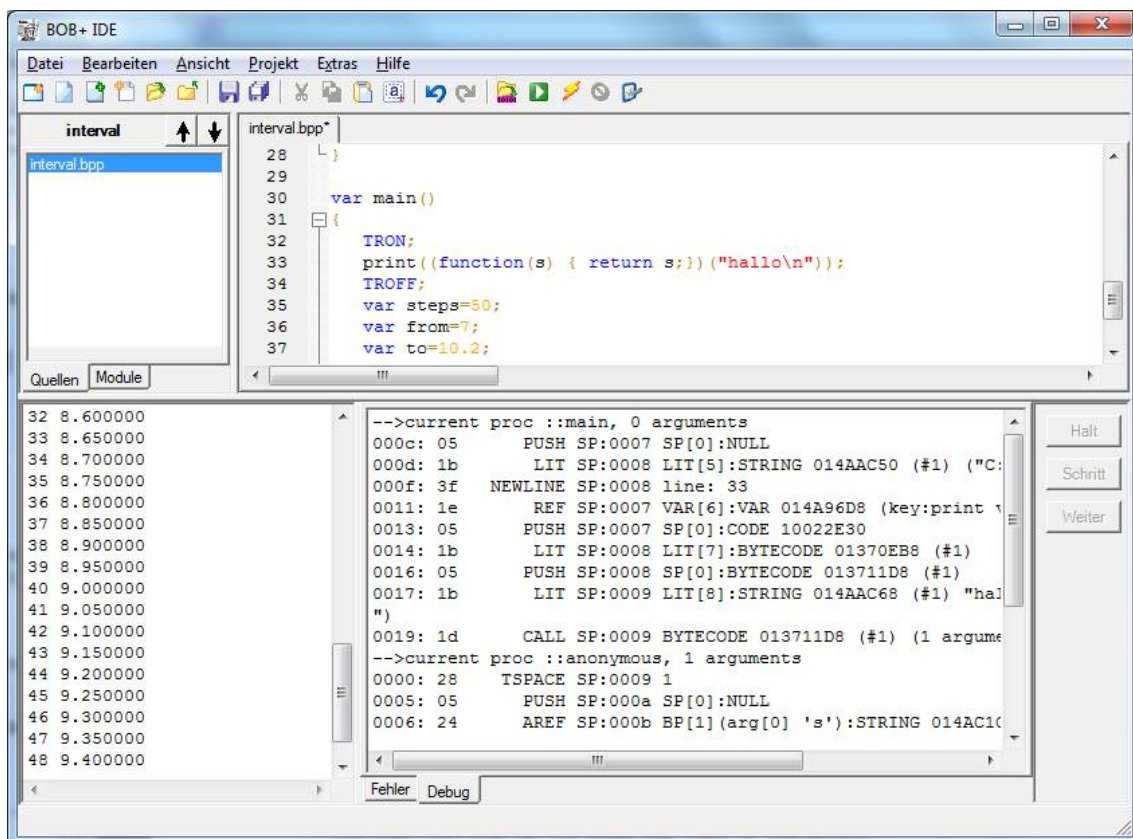 BOB+ IDE
Datei Bearbeiten Ansicht Projekt Extras Hilfe
interval
interval.bpp
Quellen Module
interval.bpp*
28 }
29
30 var main()
31 {
32 TRON;
33 print((function(s) { return s;})("hallo\n"));
34 TROFF;
35 var steps=50;
36 var from=7;
37 var to=10.2;
32 8.600000
33 8.650000
34 8.700000
35 8.750000
36 8.800000
37 8.850000
38 8.900000
39 8.950000
40 9.000000
41 9.050000
42 9.100000
43 9.150000
44 9.200000
45 9.250000
46 9.300000
47 9.350000
48 9.400000
-->current proc ::main, 0 arguments
000c: 05 PUSH SP:0007 SP[0]:NULL
000d: 1b LIT SP:0008 LIT[5]:STRING 014AAC50 (#1) ("C:
000f: 3f NEWLINE SP:0008 line: 33
0011: 1e REF SP:0007 VAR[6]:VAR 014A96D8 (key:print
0013: 05 PUSH SP:0007 SP[0]:CODE 10022E30
0014: 1b LIT SP:0008 LIT[7]:BYTECODE 01370EB8 (#1)
0016: 05 PUSH SP:0008 SP[0]:BYTECODE 013711D8 (#1)
0017: 1b LIT SP:0009 LIT[8]:STRING 014AAC68 (#1) "hal
")
0019: 1d CALL SP:0009 BYTECODE 013711D8 (#1) (1 argume
-->current proc ::anonymous, 1 arguments
0000: 28 TSPACE SP:0009 1
0005: 05 PUSH SP:000a SP[0]:NULL
0006: 24 AREF SP:000b BP[1](arg[0] 's'):STRING 014AC10
Fehler Debug
Halt
Schritt
Weiter